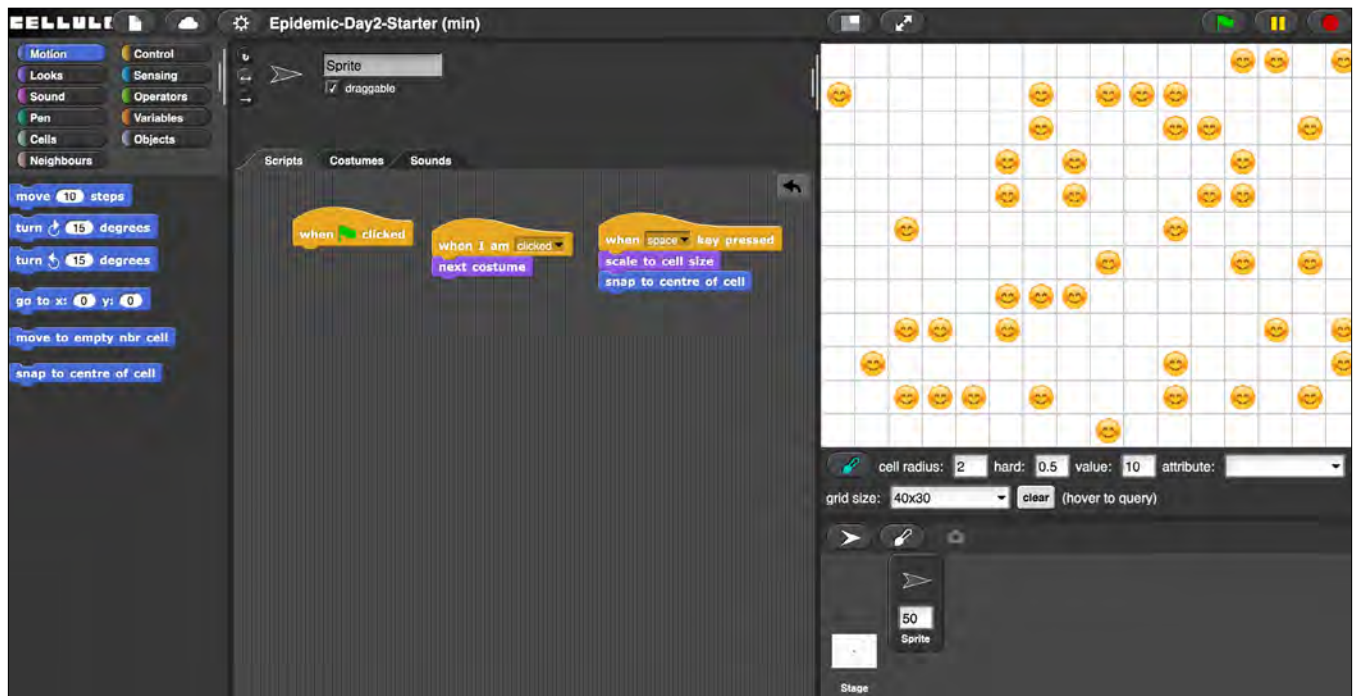 CELLULA Epidemic-Day2-Starter (min)
Motion Control
Looks Sensing
Sound Operators
Pen Variables
Cells Objects
Neighbours
move 10 steps
turn 15 degrees
turn 15 degrees
go to x: 0 y: 0
move to empty nbr cell
snap to centre of cell
Sprite
draggable
Scripts Costumes Sounds
when clicked
when I am clicked
next costume
when space key pressed
scale to cell size
snap to centre of cell
cell radius: 2 hard: 0.5 value: 10 attribute:
grid size: 40x30 clear (hover to query)
50
Sprite
Stage